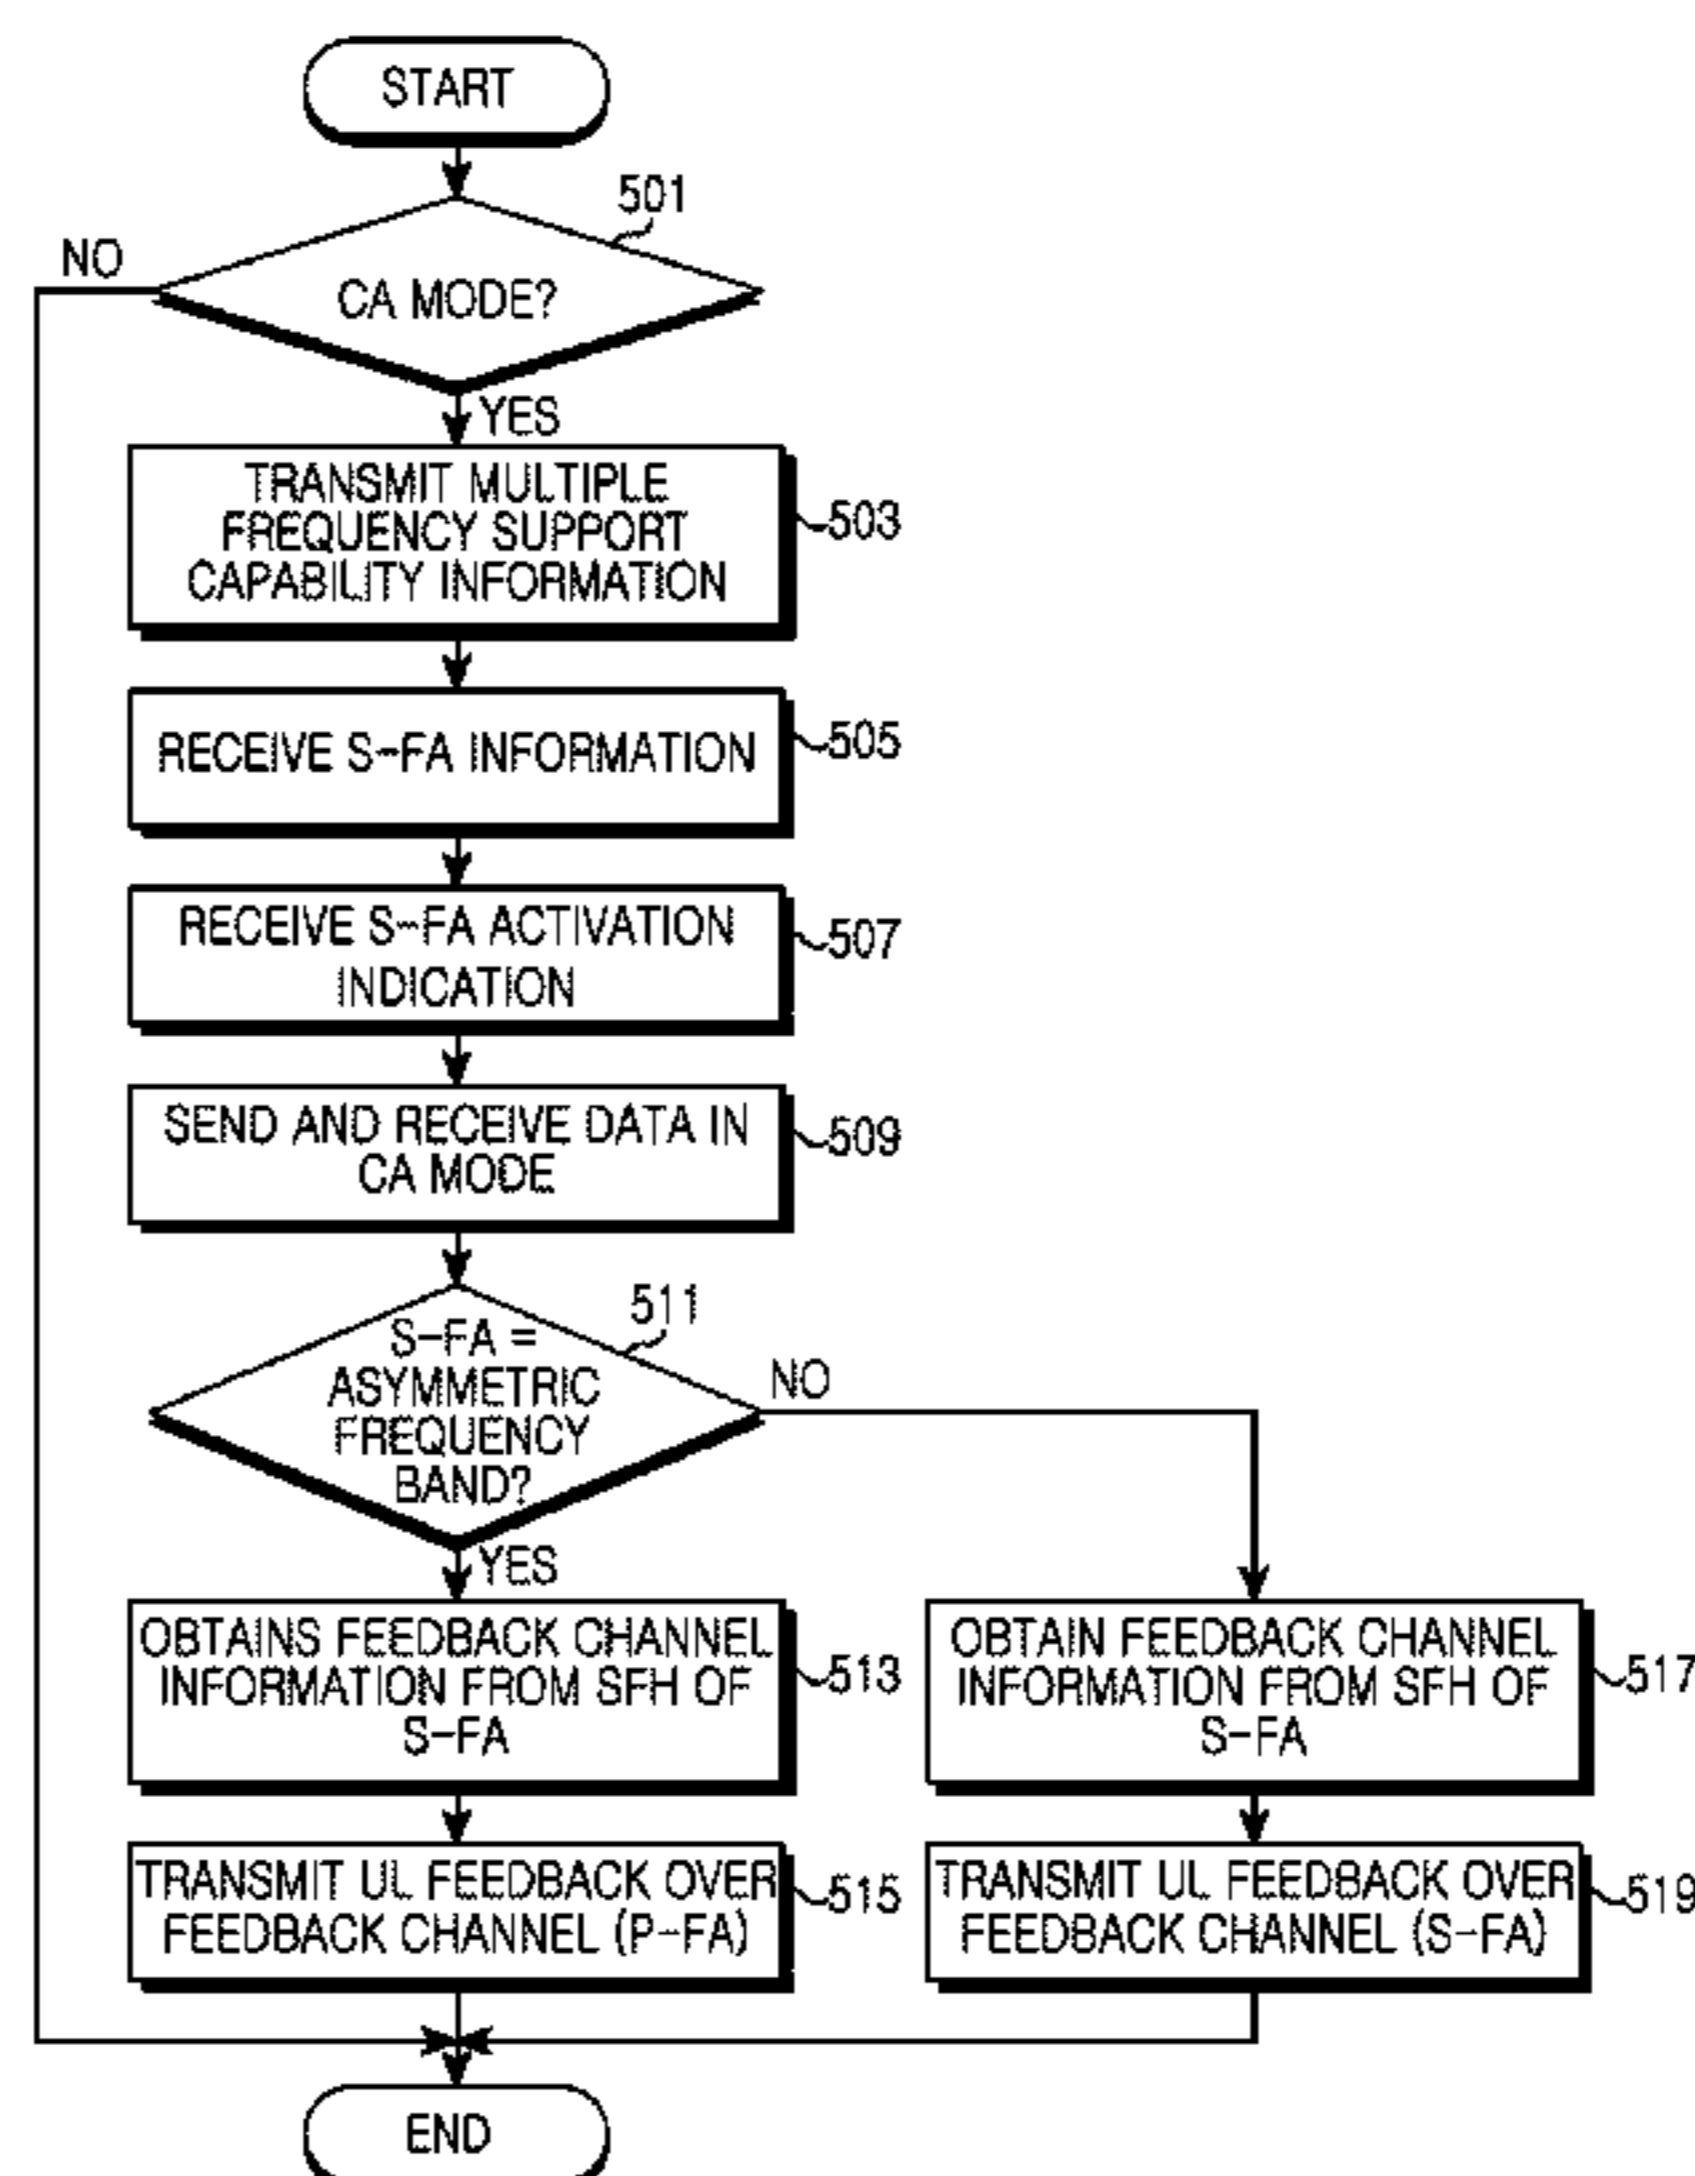 START
501
NO
CA MODE?
YES
TRANSMIT MULTIPLE
FREQUENCY SUPPORT
CAPABILITY INFORMATION
503
RECEIVE S-FA INFORMATION
505
RECEIVE S-FA ACTIVATION
INDICATION
507
SEND AND RECEIVE DATA IN
CA MODE
509
511
S-FA =
ASYMMETRIC
FREQUENCY
BAND?
NO
YES
OBTAINS FEEDBACK CHANNEL
INFORMATION FROM SFH OF
S-FA
513
OBTAIN FEEDBACK CHANNEL
INFORMATION FROM SFH OF
S-FA
517
TRANSMIT UL FEEDBACK OVER
FEEDBACK CHANNEL (P-FA)
515
TRANSMIT UL FEEDBACK OVER
FEEDBACK CHANNEL (S-FA)
519
END